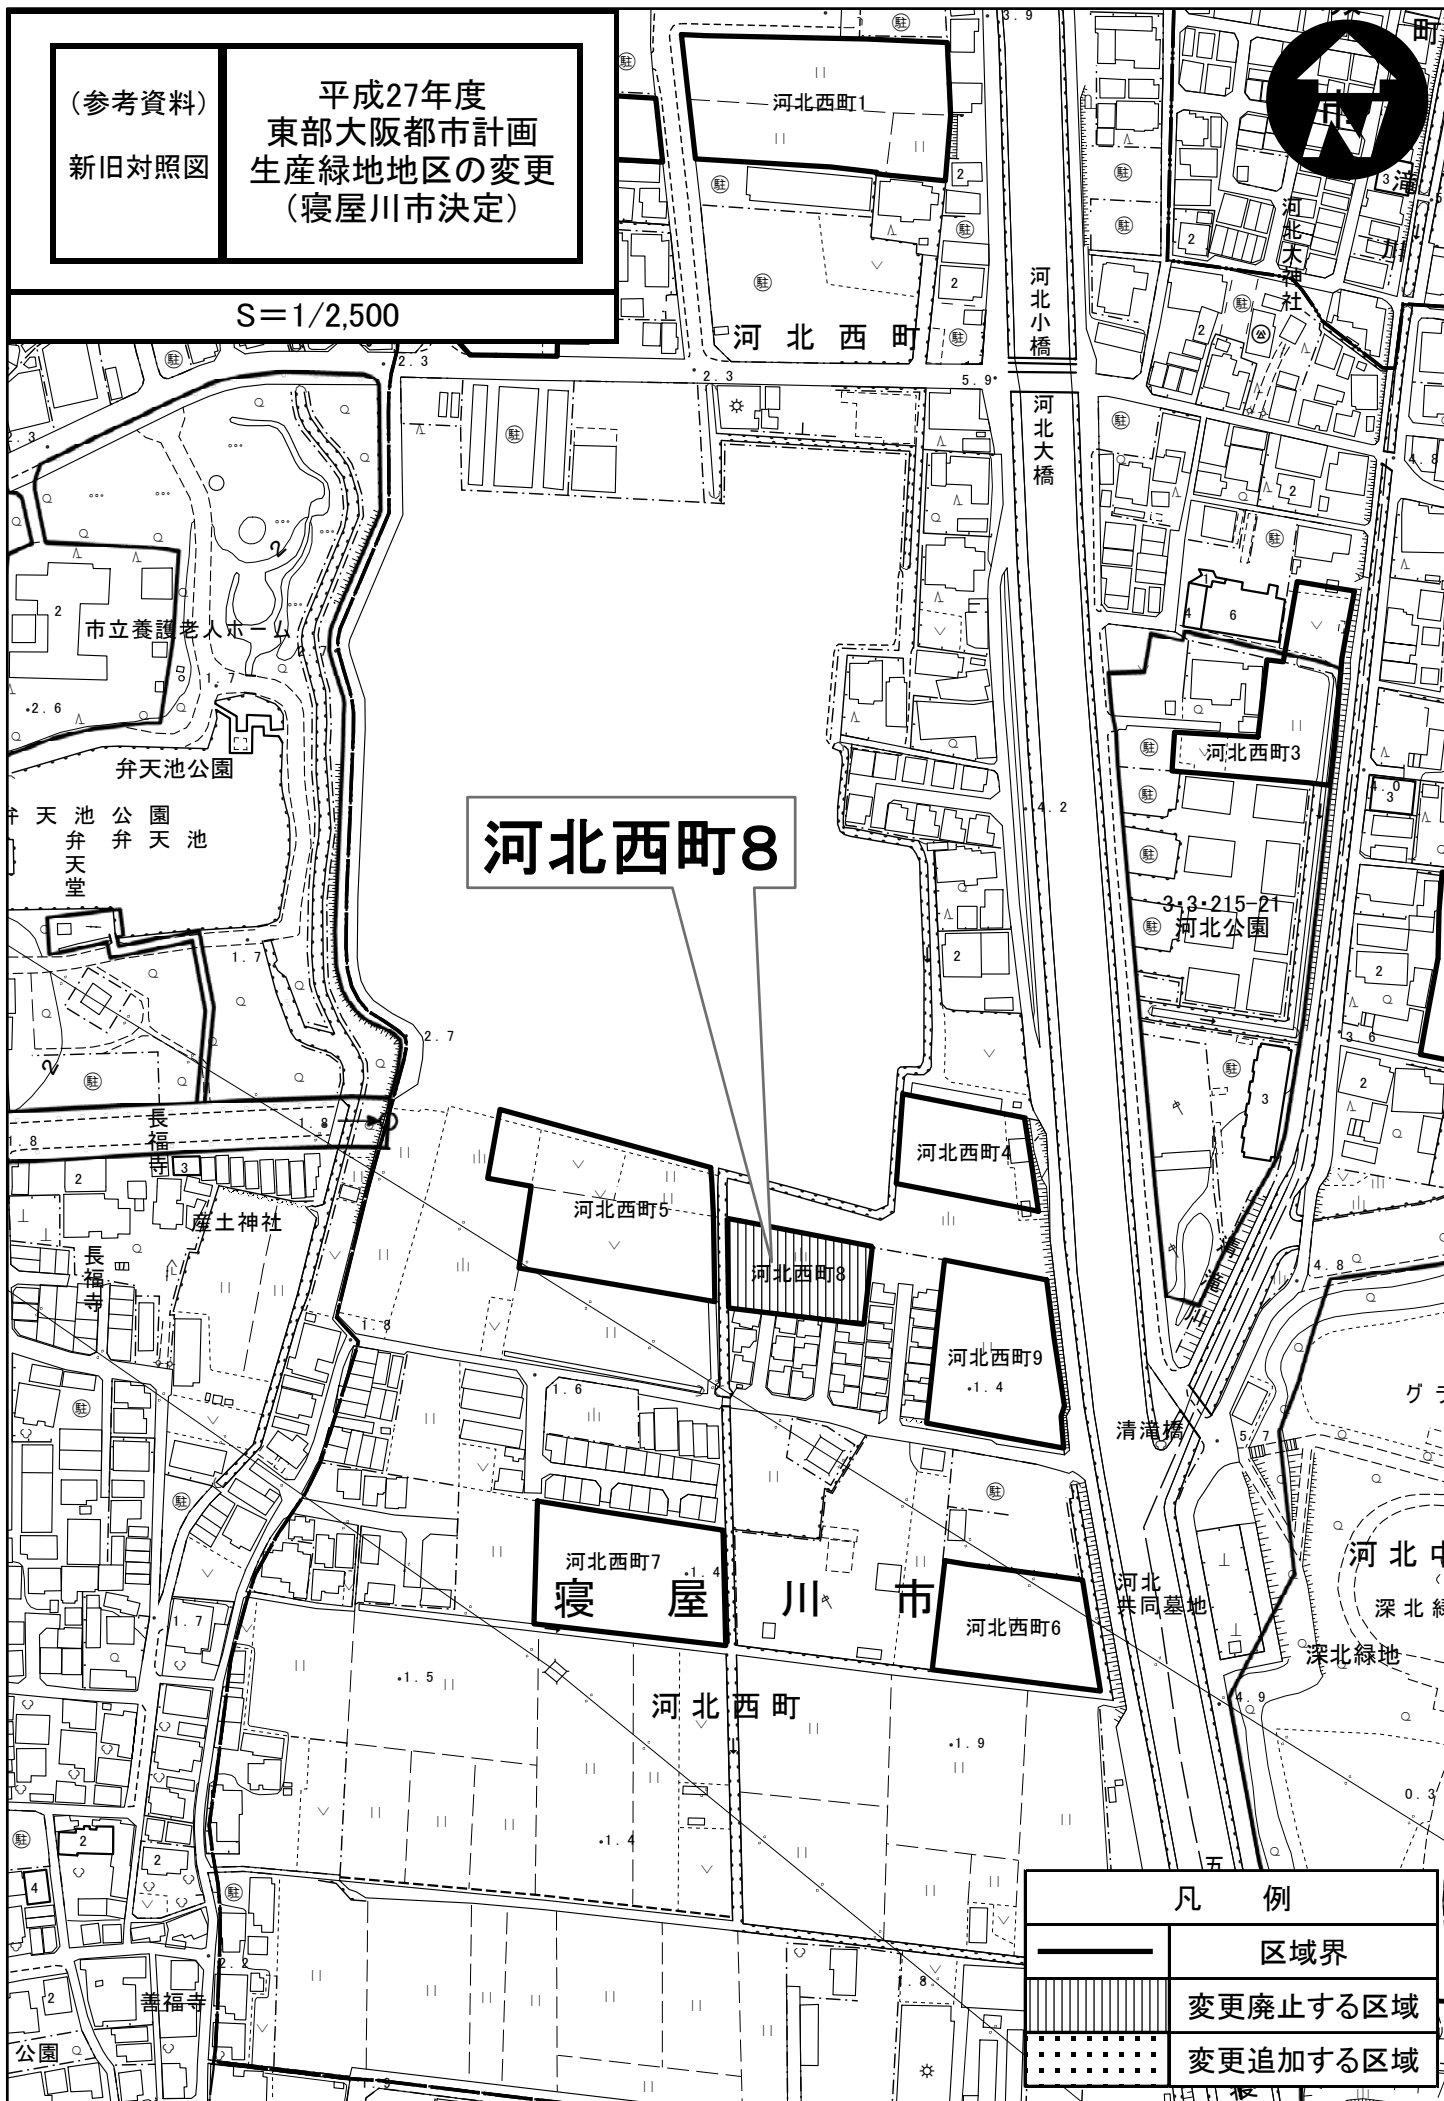 (参考資料)
新旧対照図
平成27年度
東部大阪都市計画
生産緑地地区の変更
(寝屋川市決定)
S=1/2,500
河北西町1
河北西町
河北小橋
河北大橋
河北大神社
市立養護老人ホーム
弁天池公園
弁天池公園
弁天池
弁天堂
河北西町3
河北西町8
3・3・215-21
河北公園
長福寺
産土神社
長福寺
河北西町4
河北西町5
河北西町8
河北西町9
清滝川
清滝橋
河北西町7
寝屋川市
河北西町6
河北
共同墓地
深北緑地
河北西町
善福寺
公園
凡例
区域界
変更廃止する区域
変更追加する区域